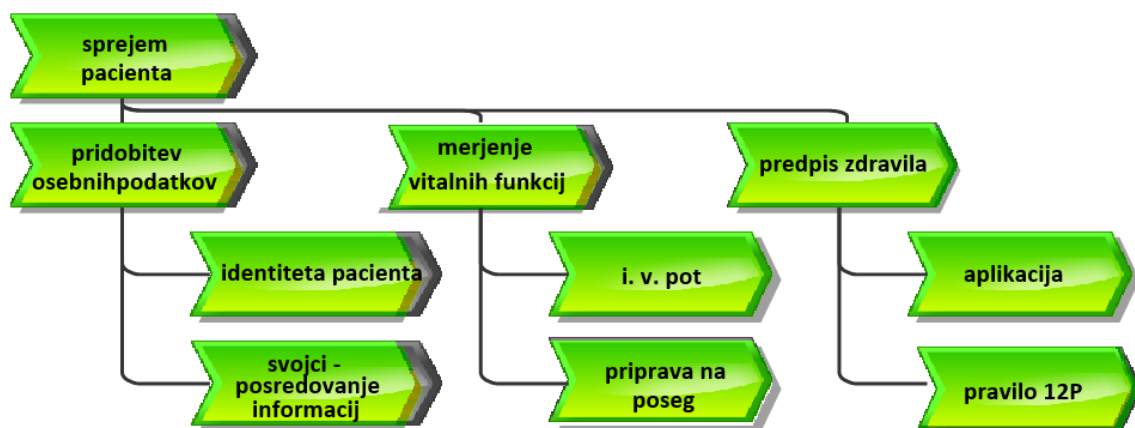 sprejem
pacienta
pridobitev
osebnihpodatkov
merjenje
vitalnih funkcij
predpis zdravila
identiteta pacienta
i. v. pot
aplikacija
svojci -
posredovanje
informacij
priprava na
poseg
pravilo 12P